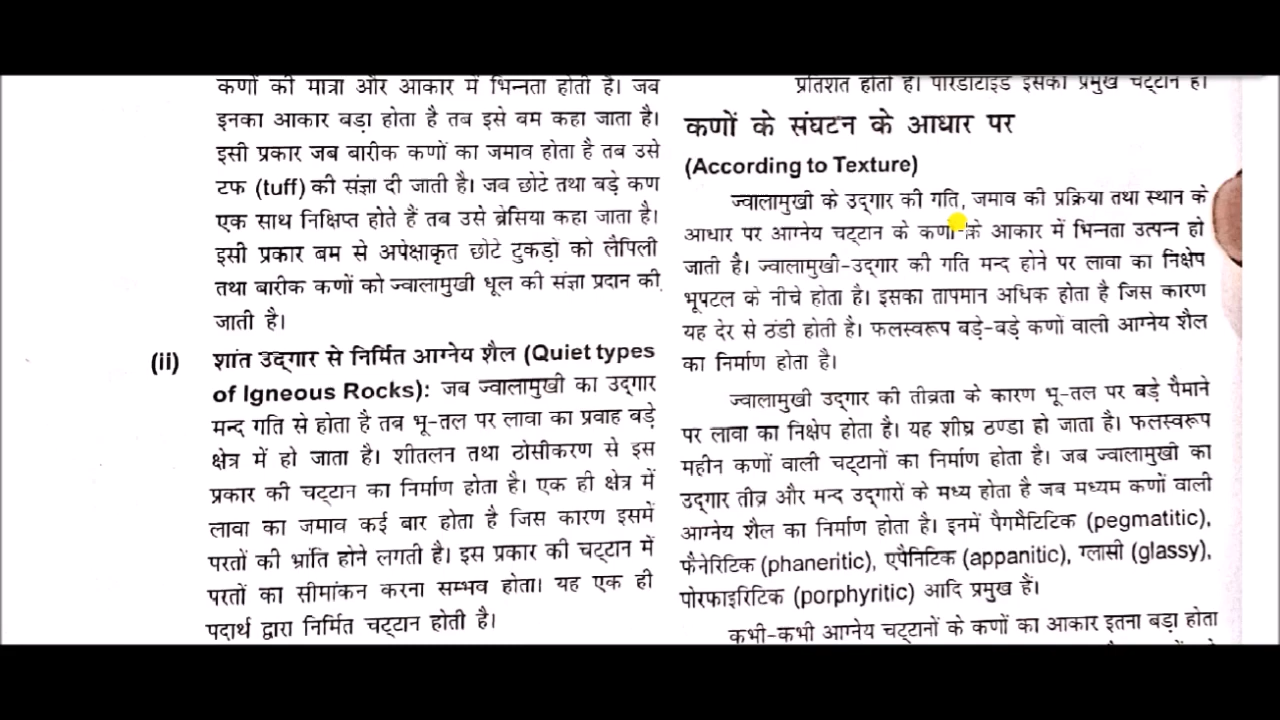 कणों की मात्रा और आकार में भिन्नता होती है। जब
इनका आकार बड़ा होता है तब इसे बम कहा जाता है।
इसी प्रकार जब बारीक कणों का जमाव होता है तब उसे
टफ (tuff) की संज्ञा दी जाती है। जब छोटे तथा बड़े कण
एक साथ निक्षिप्त होते हैं तब उसे ब्रेसिया कहा जाता है।
इसी प्रकार बम से अपेक्षाकृत छोटे टुकड़ों को लैपिली
तथा बारीक कणों को ज्वालामुखी धूल की संज्ञा प्रदान की
जाती है।
(ii) शांत उद्‌गार से निर्मित आग्नेय शैल (Quiet types
of Igneous Rocks): जब ज्वालामुखी का उद्‌गार
मन्द गति से होता है तब भू-तल पर लावा का प्रवाह बड़े
क्षेत्र में हो जाता है। शीतलन तथा ठोसीकरण से इस
प्रकार की चट्‌टान का निर्माण होता है। एक ही क्षेत्र में
लावा का जमाव कई बार होता है जिस कारण इसमें
परतों की भ्रांति होने लगती है। इस प्रकार की चट्‌टान में
परतों का सीमांकन करना सम्भव होता। यह एक ही
पदार्थ द्वारा निर्मित चट्‌टान होती है।
प्रतिशत होती है। पेरिडोटाइड इसकी प्रमुख चट्‌टान है।
कणों के संघटन के आधार पर
(According to Texture)
ज्वालामुखी के उद्‌गार की गति, जमाव की प्रक्रिया तथा स्थान के
आधार पर आग्नेय चट्‌टान के कणों के आकार में भिन्नता उत्पन्न हो
जाती है। ज्वालामुखी-उद्‌गार की गति मन्द होने पर लावा का निक्षेप
भूपटल के नीचे होता है। इसका तापमान अधिक होता है जिस कारण
यह देर से ठंडी होती है। फलस्वरूप बड़े-बड़े कणों वाली आग्नेय शैल
का निर्माण होता है।
ज्वालामुखी उद्‌गार की तीव्रता के कारण भू-तल पर बड़े पैमाने
पर लावा का निक्षेप होता है। यह शीघ्र ठण्डा हो जाता है। फलस्वरूप
महीन कणों वाली चट्‌टानों का निर्माण होता है। जब ज्वालामुखी का
उद्‌गार तीव्र और मन्द उद्‌गारों के मध्य होता है जब मध्यम कणों वाली
आग्नेय शैल का निर्माण होता है। इनमें पैगमैटिटिक (pegmatitic),
फैनेरिटिक (phaneritic), एपैनिटिक (appanitic), ग्लासी (glassy),
पोरफाइरिटिक (porphyritic) आदि प्रमुख हैं।
कभी-कभी आग्नेय चट्‌टानों के कणों का आकार इतना बड़ा होता